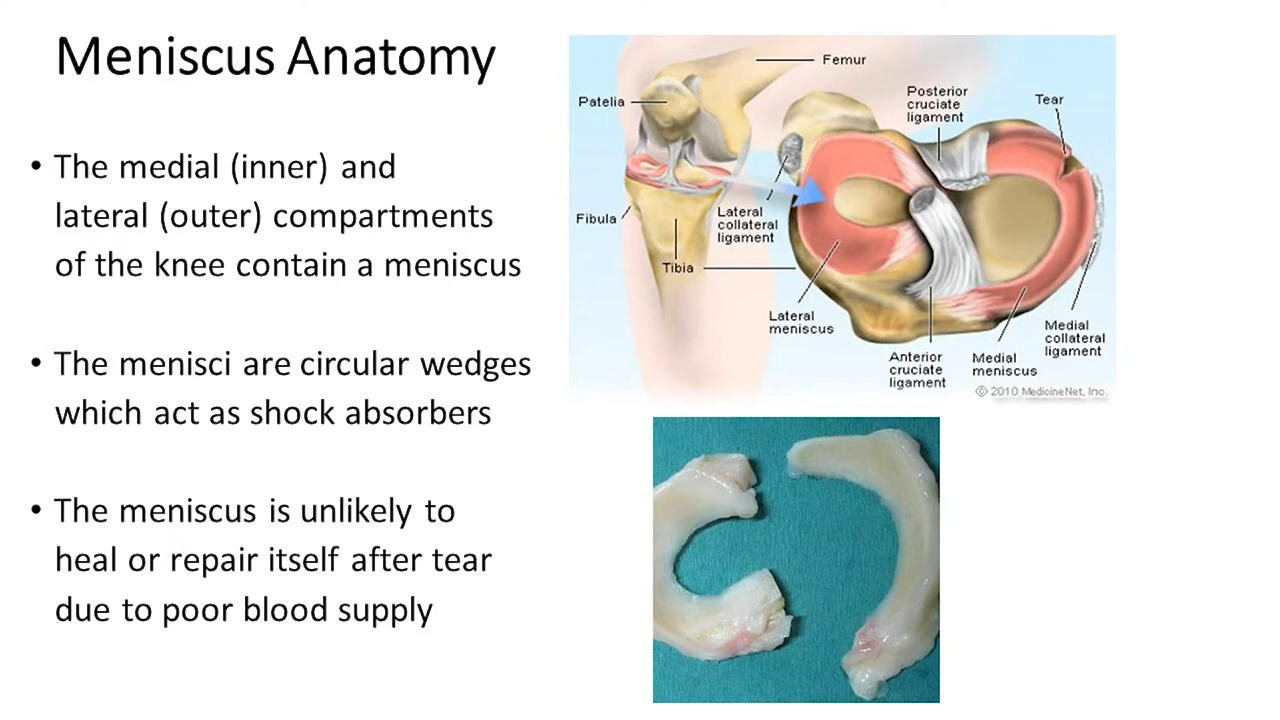 Meniscus Anatomy
• The medial (inner) and
lateral (outer) compartments
of the knee contain a meniscus
• The menisci are circular wedges
which act as shock absorbers
• The meniscus is unlikely to
heal or repair itself after tear
due to poor blood supply
Femur
Patelia
Posterior
cruciate
ligament
Tear
Fibula
Lateral
collateral
ligament
Tibia
Lateral
meniscus
Anterior
cruciate
ligament
Medial
meniscus
Medial
collateral
ligament
© 2010 MedicineNet, Inc.